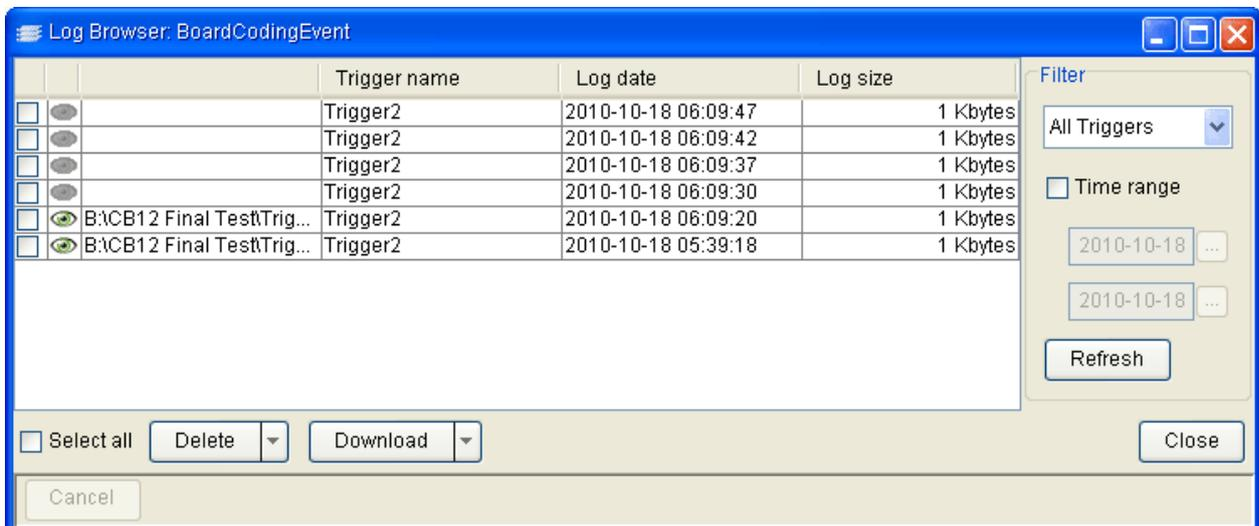 Log Browser: BoardCodingEvent
Trigger name Log date Log size
Trigger2 2010-10-18 06:09:47 1 Kbytes
Trigger2 2010-10-18 06:09:42 1 Kbytes
Trigger2 2010-10-18 06:09:37 1 Kbytes
Trigger2 2010-10-18 06:09:30 1 Kbytes
B:\CB12 Final Test\Trig... Trigger2 2010-10-18 06:09:20 1 Kbytes
B:\CB12 Final Test\Trig... Trigger2 2010-10-18 05:39:18 1 Kbytes
Filter
All Triggers
Time range
2010-10-18 ...
2010-10-18 ...
Refresh
Select all Delete Download Close
Cancel